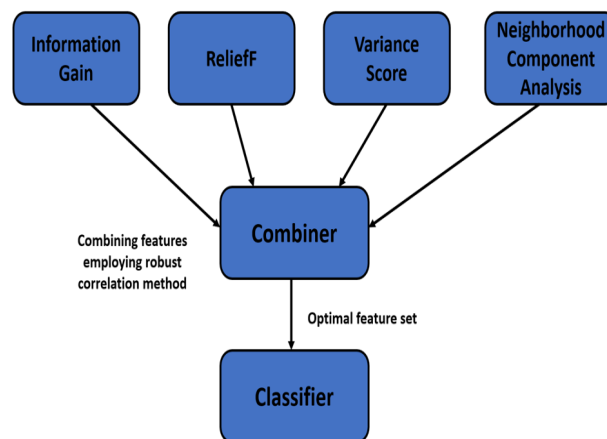 Information
Gain
ReliefF
Variance
Score
Neighborhood
Component
Analysis
Combiner
Combining features
employing robust
correlation method
Optimal feature set
Classifier